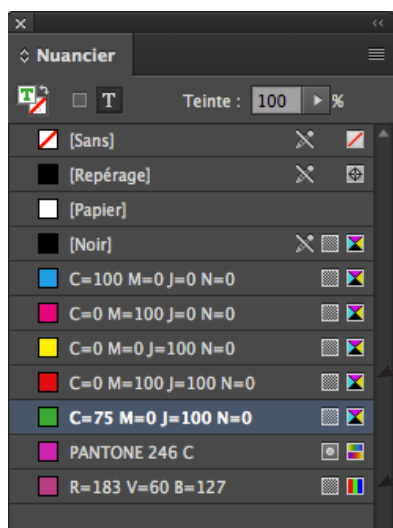 Nuancier
T T Teinte : 100 %
[Sans]
[Repérage]
[Papier]
[Noir]
C=100 M=0 J=0 N=0
C=0 M=100 J=0 N=0
C=0 M=0 J=100 N=0
C=0 M=100 J=100 N=0
C=75 M=0 J=100 N=0
PANTONE 246 C
R=183 V=60 B=127